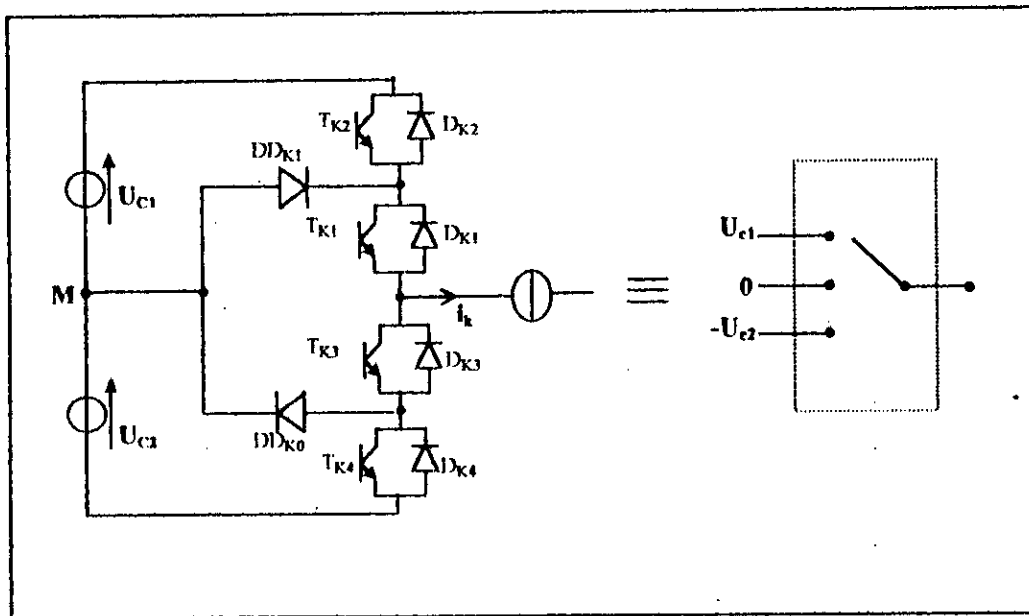 T_K2
D_K2
DD_K1
U_C1
T_K1
D_K1
U_c1
M
0
i_k
-U_c2
T_K3
D_K3
U_C2
DD_K0
T_K4
D_K4